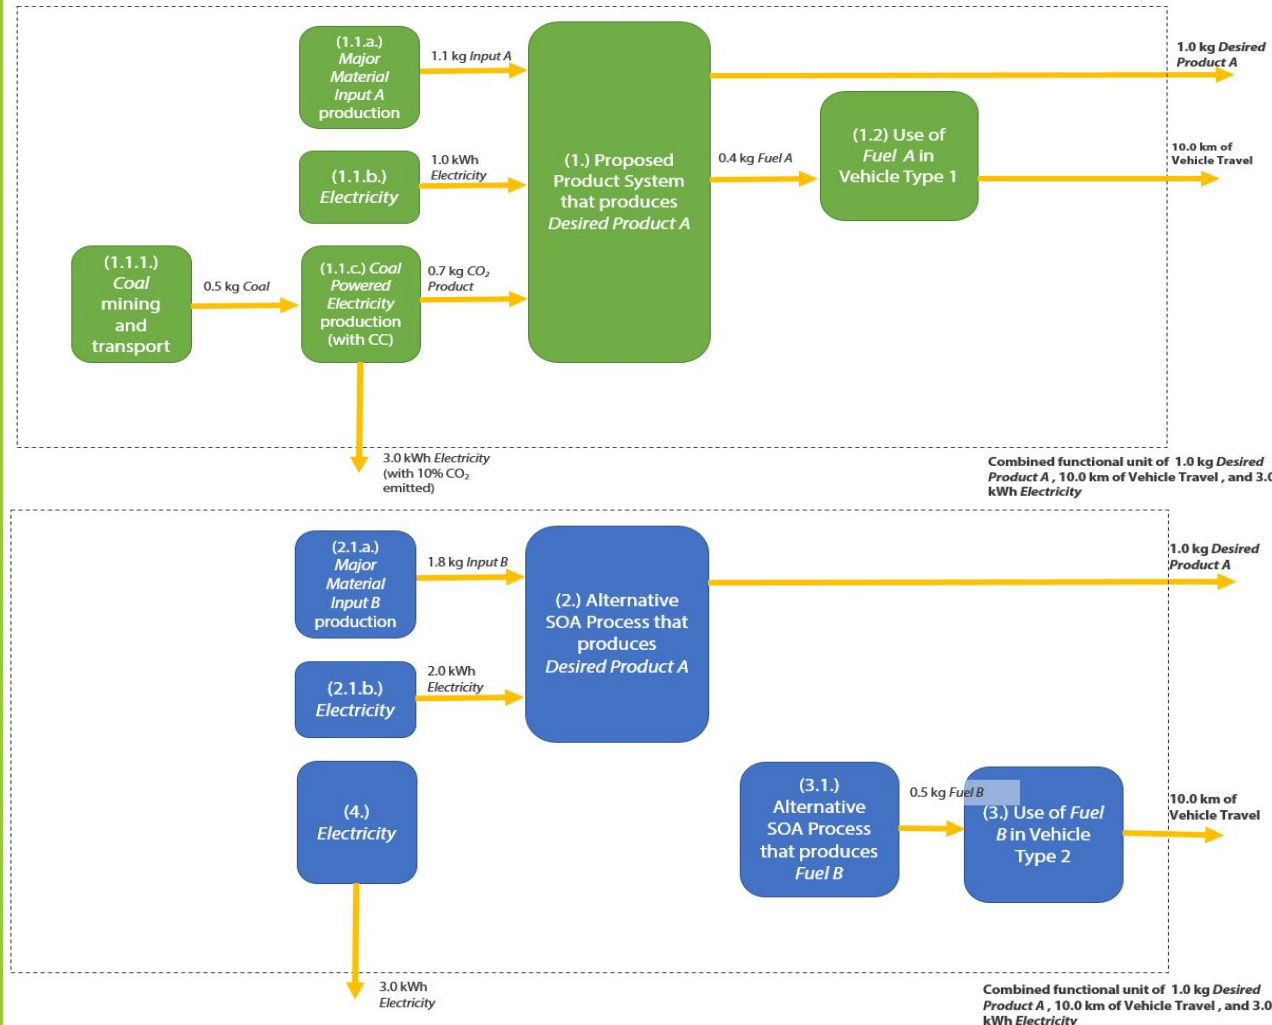 (1.1.a.)
Major
Material
Input A
production
1.1 kg Input A
(1.1.b.)
Electricity
1.0 kWh
Electricity
(1.1.1.)
Coal
mining
and
transport
0.5 kg Coal
(1.1.c.) Coal
Powered
Electricity
production
(with CC)
0.7 kg CO₂
Product
(1.) Proposed
Product System
that produces
Desired Product A
0.4 kg Fuel A
(1.2) Use of
Fuel A in
Vehicle Type 1
1.0 kg Desired
Product A
10.0 km of
Vehicle Travel
3.0 kWh Electricity
(with 10% CO₂
emitted)
Combined functional unit of 1.0 kg Desired
Product A , 10.0 km of Vehicle Travel , and 3.0
kWh Electricity
(2.1.a.)
Major
Material
Input B
production
1.8 kg Input B
(2.1.b.)
Electricity
2.0 kWh
Electricity
(2.) Alternative
SOA Process that
produces
Desired Product A
1.0 kg Desired
Product A
(4.)
Electricity
(3.1.)
Alternative
SOA Process
that produces
Fuel B
0.5 kg Fuel B
(3.) Use of Fuel
B in Vehicle
Type 2
10.0 km of
Vehicle Travel
3.0 kWh
Electricity
Combined functional unit of 1.0 kg Desired
Product A , 10.0 km of Vehicle Travel , and 3.0
kWh Electricity